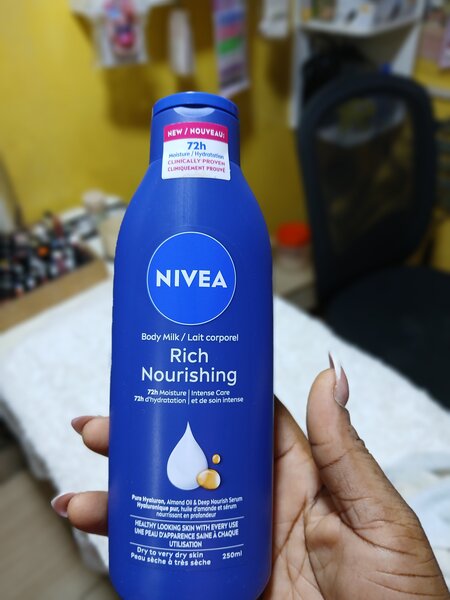 NEW / NOUVEAU!
72h
Moisture / Hydratation
CLINICALLY PROVEN
CLINIQUEMENT PROUVÉ
NIVEA
Body Milk / Lait corporel
Rich
Nourishing
72h Moisture | Intense Care
72h d'hydratation | et de soin intense
Pure Hyaluron, Almond Oil & Deep Nourish Serum
Hyaluronique pur, huile d'amonde et sérum
nourrissant en profondeur
HEALTHY LOOKING SKIN WITH EVERY USE
UNE PEAU D'APPARENCE SAINE À CHAQUE
UTILISATION
Dry to very dry skin
Peau sèche à très sèche
250ml